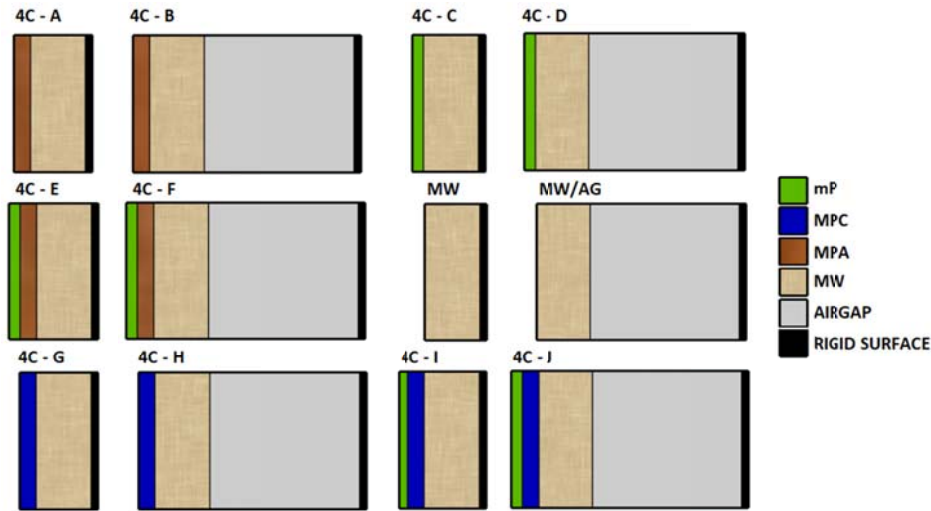 4C - A
4C - B
4C - C
4C - D
4C - E
4C - F
MW
MW/AG
mP
MPC
MPA
MW
AIRGAP
RIGID SURFACE
4C - G
4C - H
4C - I
4C - J